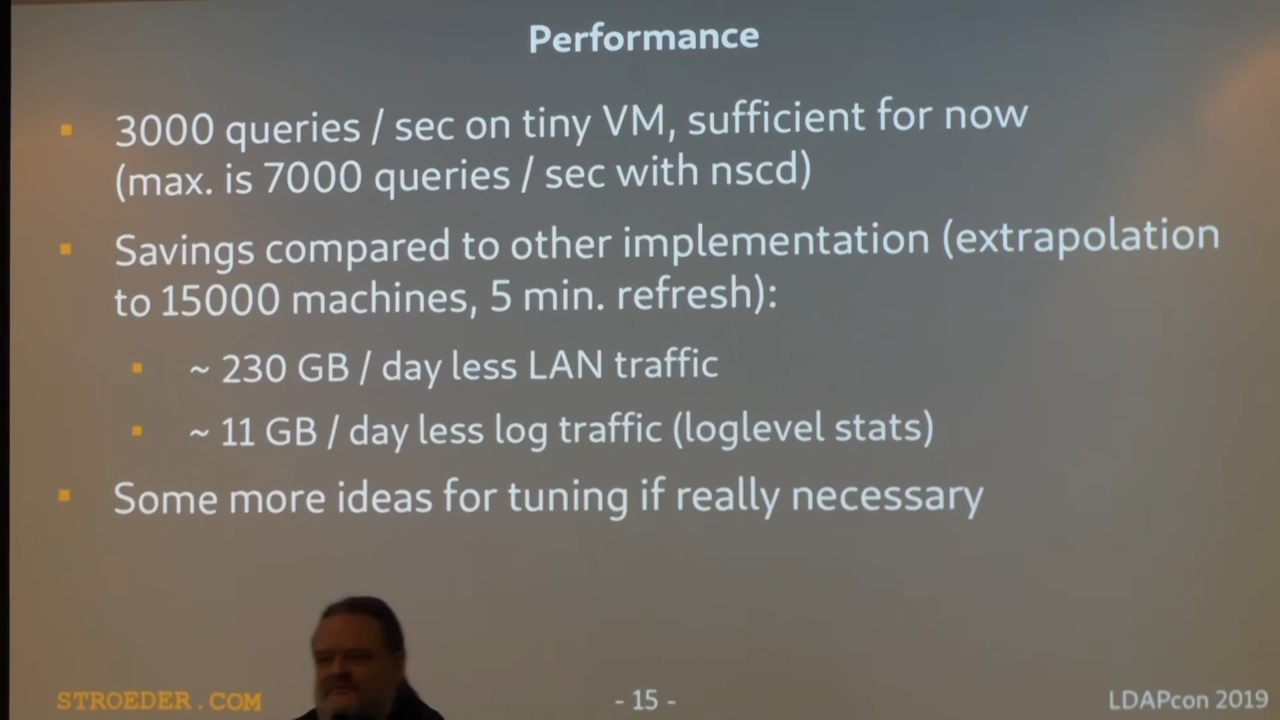 Performance
▪ 3000 queries / sec on tiny VM, sufficient for now
(max. is 7000 queries / sec with nscd)
▪ Savings compared to other implementation (extrapolation
to 15000 machines, 5 min. refresh):
▪ ~ 230 GB / day less LAN traffic
▪ ~ 11 GB / day less log traffic (loglevel stats)
▪ Some more ideas for tuning if really necessary
STROEDER.COM
- 15 -
LDAPcon 2019